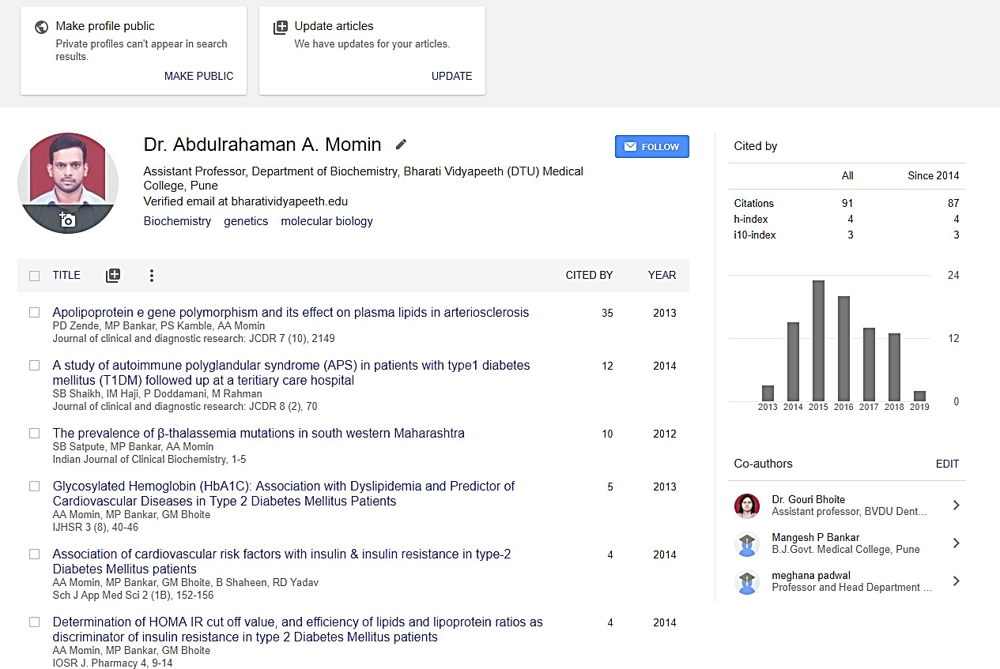 Make profile public
Private profiles can't appear in search
results.
MAKE PUBLIC
Update articles
We have updates for your articles.
UPDATE
Dr. Abdulrahaman A. Momin
Assistant Professor, Department of Biochemistry, Bharati Vidyapeeth (DTU) Medical
College, Pune
Verified email at bharatividyapeeth.edu
Biochemistry genetics molecular biology
FOLLOW
TITLE CITED BY YEAR
Apolipoprotein e gene polymorphism and its effect on plasma lipids in arteriosclerosis 35 2013
PD Zende, MP Bankar, PS Kamble, AA Momin
Journal of clinical and diagnostic research: JCDR 7 (10), 2149
A study of autoimmune polyglandular syndrome (APS) in patients with type1 diabetes 12 2014
mellitus (T1DM) followed up at a teritiary care hospital
SB Shaikh, IM Haji, P Doddamani, M Rahman
Journal of clinical and diagnostic research: JCDR 8 (2), 70
The prevalence of β-thalassemia mutations in south western Maharashtra 10 2012
SB Satpute, MP Bankar, AA Momin
Indian Journal of Clinical Biochemistry, 1-5
Glycosylated Hemoglobin (HbA1C): Association with Dyslipidemia and Predictor of 5 2013
Cardiovascular Diseases in Type 2 Diabetes Mellitus Patients
AA Momin, MP Bankar, GM Bhoite
IJHSR 3 (8), 40-46
Association of cardiovascular risk factors with insulin & insulin resistance in type-2 4 2014
Diabetes Mellitus patients
AA Momin, MP Bankar, GM Bhoite, B Shaheen, RD Yadav
Sch J App Med Sci 2 (1B), 152-156
Determination of HOMA IR cut off value, and efficiency of lipids and lipoprotein ratios as 4 2014
discriminator of insulin resistance in type 2 Diabetes Mellitus patients
AA Momin, MP Bankar, GM Bhoite
IOSR J. Pharmacy 4, 9-14
Cited by
All Since 2014
Citations 91 87
h-index 4 4
i10-index 3 3
24
12
0
2013 2014 2015 2016 2017 2018 2019
Co-authors EDIT
Dr. Gouri Bhoite
Assistant professor, BVDU Dent...
Mangesh P Bankar
B.J.Govt. Medical College, Pune
meghana padwal
Professor and Head Department ...